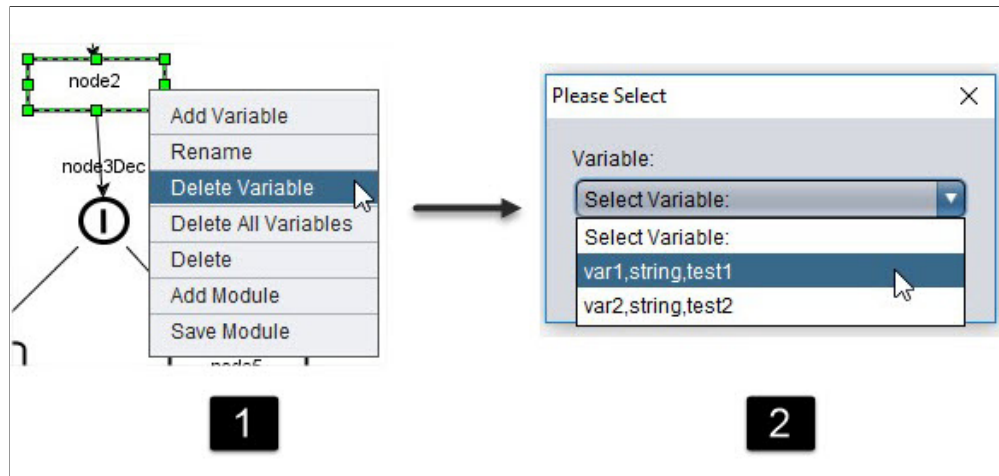 node2
Add Variable
node3Dec
Rename
Delete Variable
Delete All Variables
Delete
Add Module
Save Module
node5
1
Please Select
Variable:
Select Variable:
Select Variable:
var1,string,test1
var2,string,test2
2